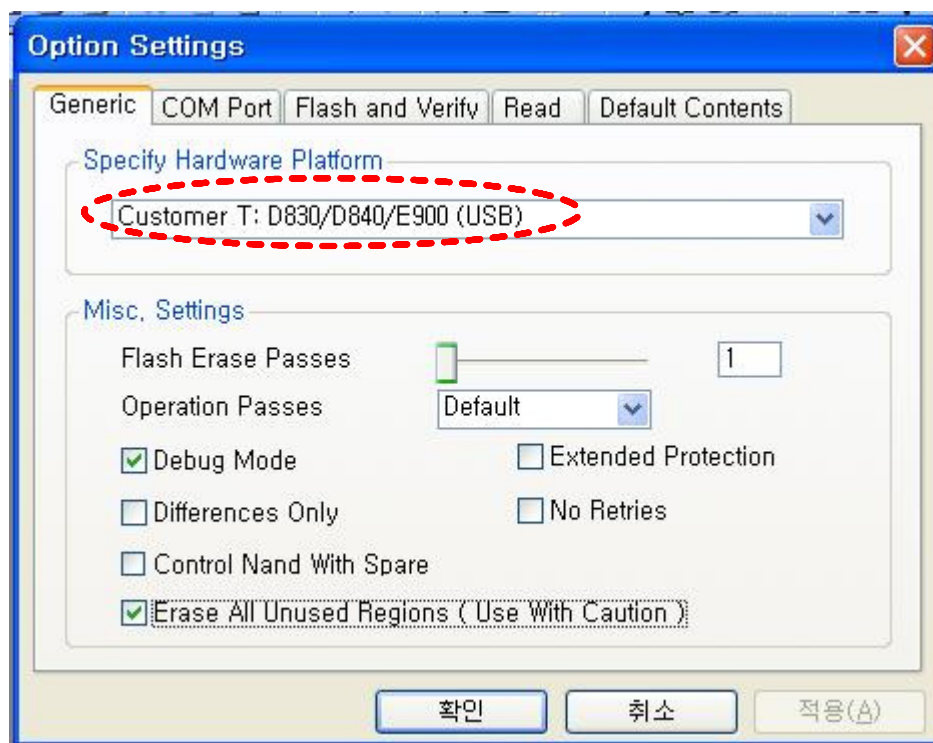 Option Settings
Generic COM Port Flash and Verify Read Default Contents
Specify Hardware Platform
Customer T: D830/D840/E900 (USB)
Misc. Settings
Flash Erase Passes 1
Operation Passes Default
Debug Mode Extended Protection
Differences Only No Retries
Control Nand With Spare
Erase All Unused Regions ( Use With Caution )
확인 취소 적용(A)